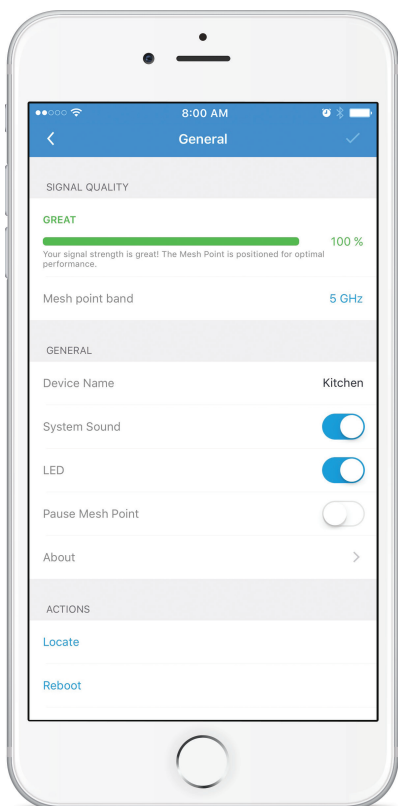 8:00 AM
General
SIGNAL QUALITY
GREAT
100 %
Your signal strength is great! The Mesh Point is positioned for optimal
performance.
Mesh point band 5 GHz
GENERAL
Device Name Kitchen
System Sound
LED
Pause Mesh Point
About
ACTIONS
Locate
Reboot